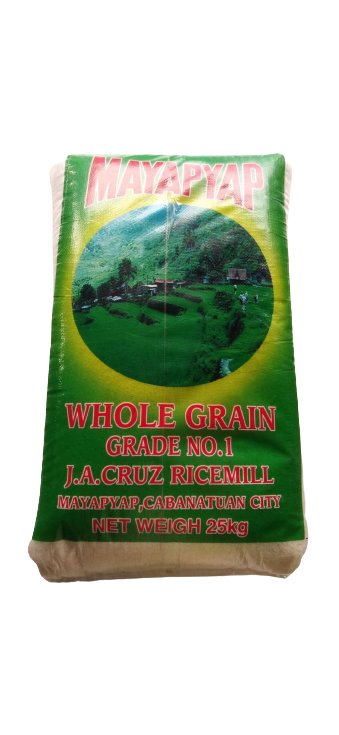 MAYAPYAP
WHOLE GRAIN
GRADE NO.1
J.A.CRUZ RICEMILL
MAYAPYAP,CABANATUAN CITY
NET WEIGH 25kg